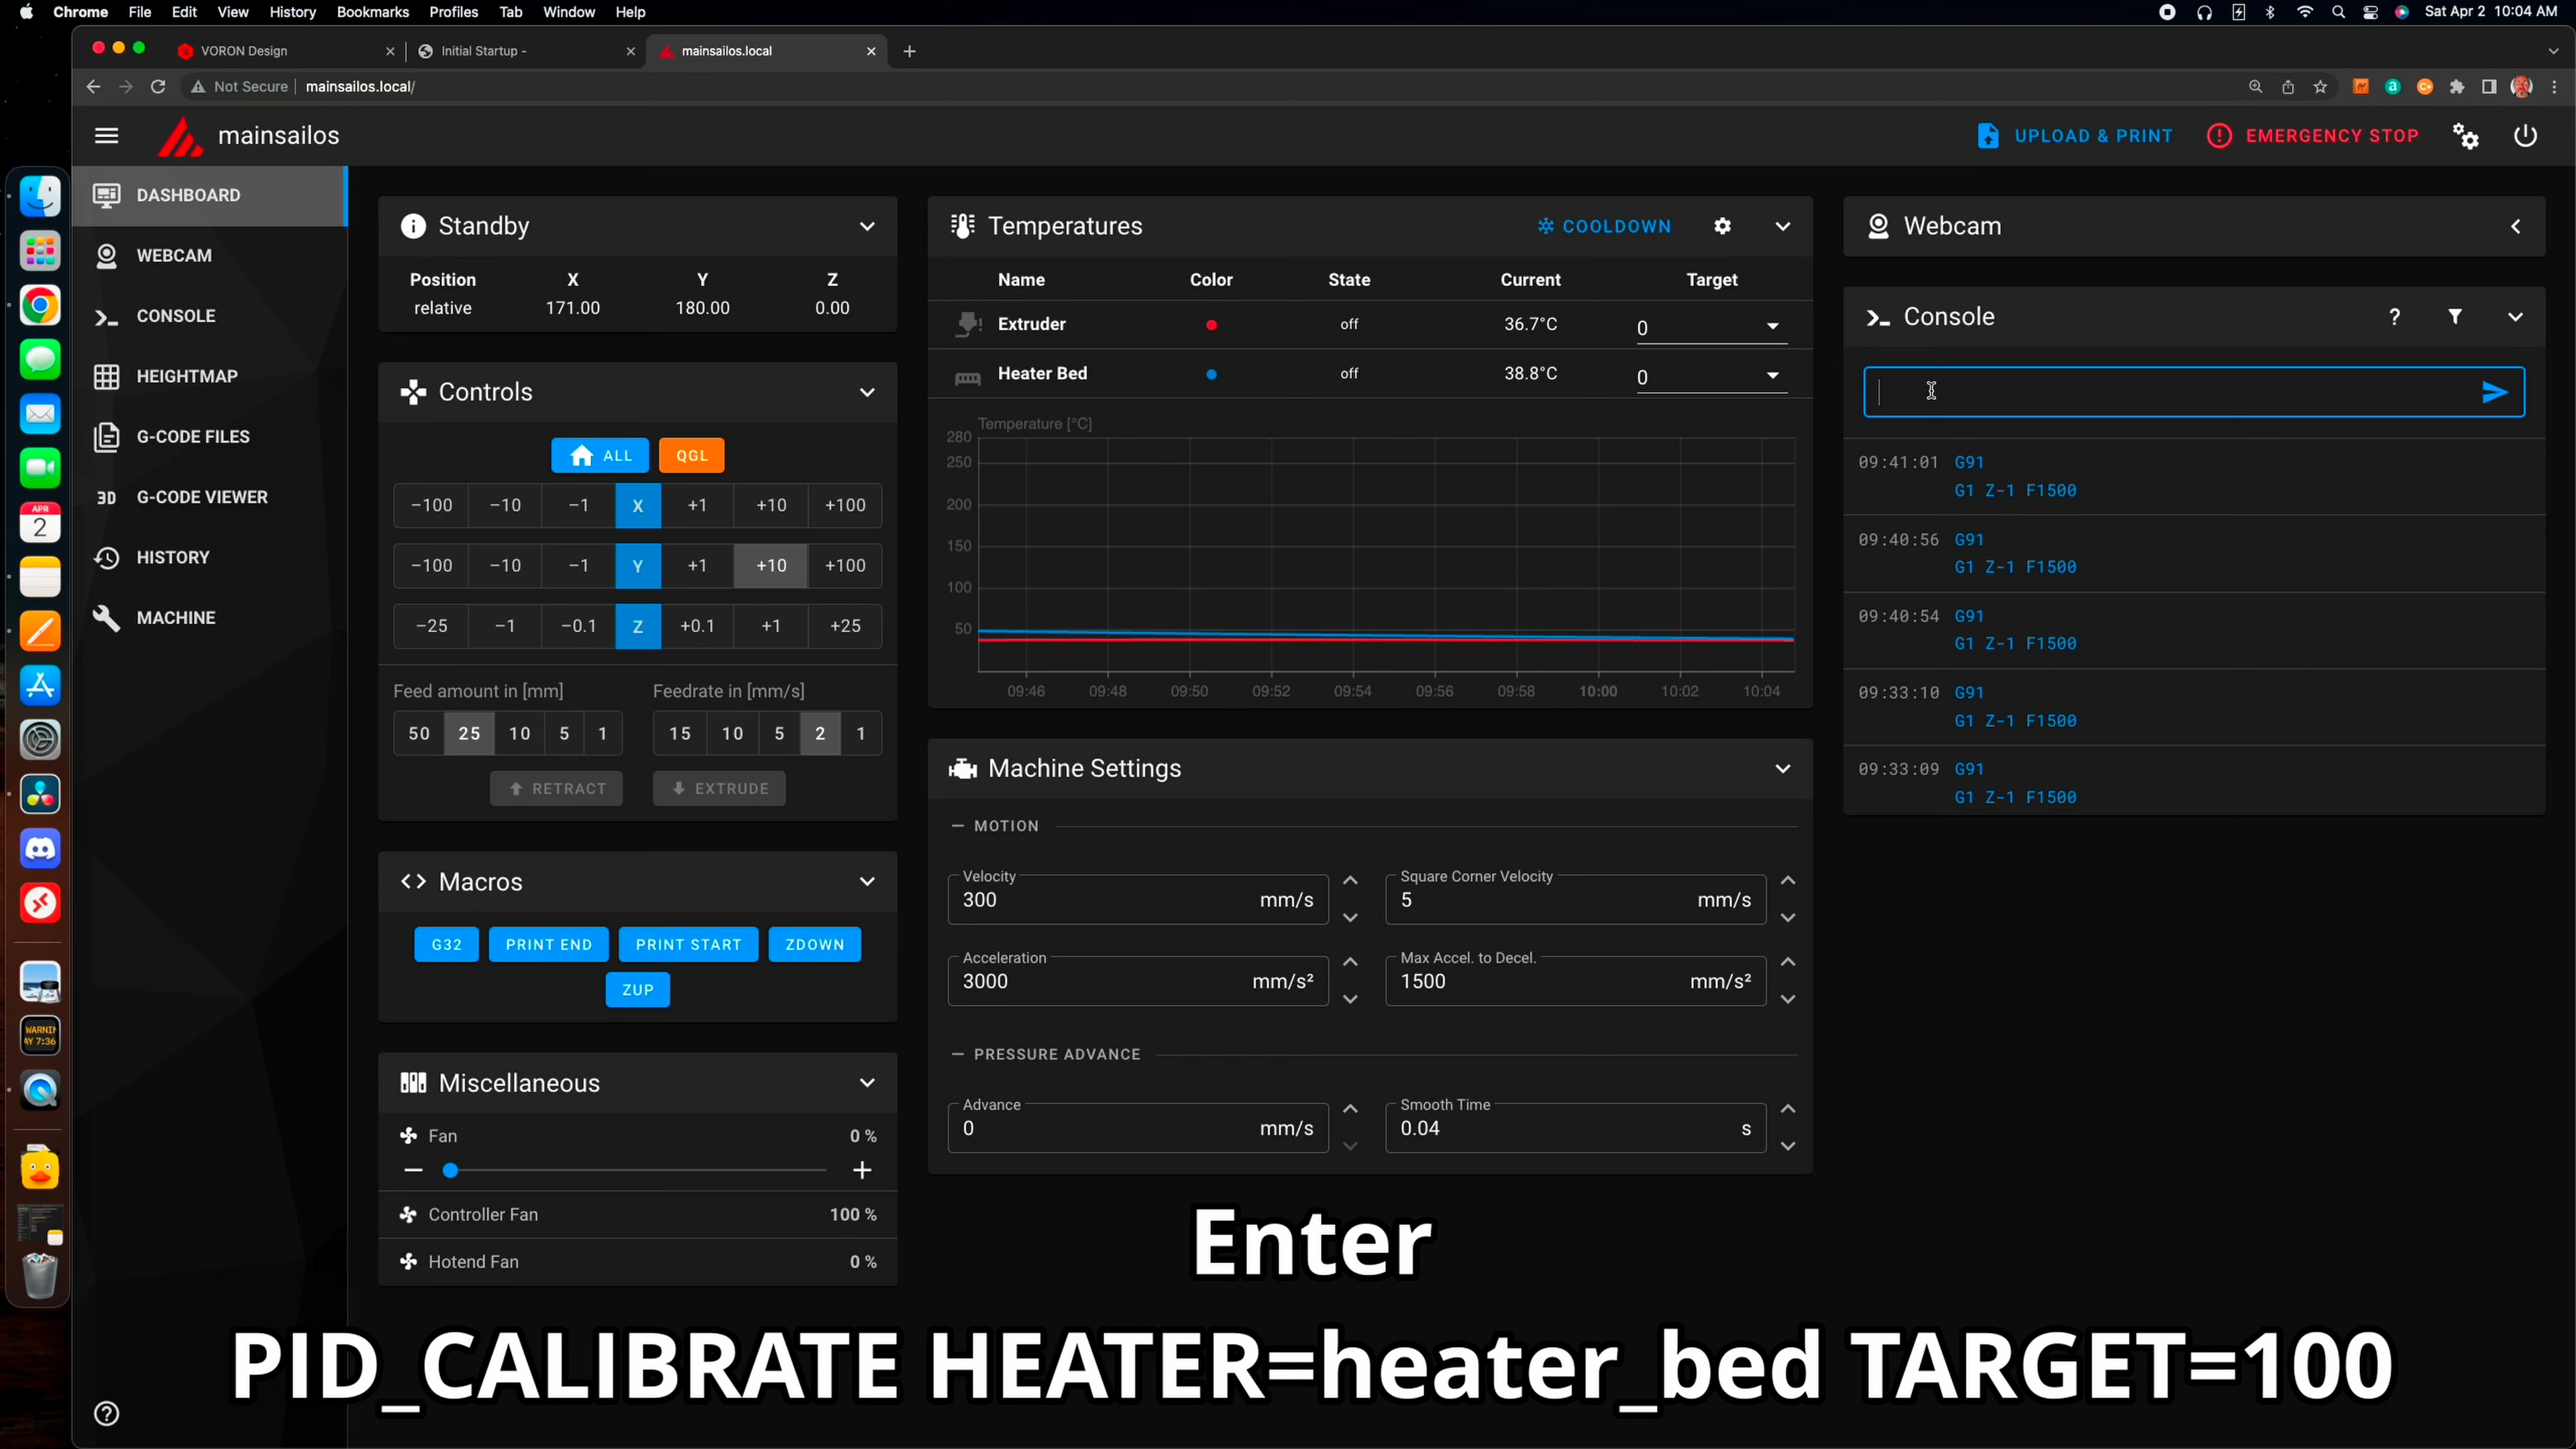 Chrome File Edit View History Bookmarks Profiles Tab Window Help
Sat Apr 2 10:04 AM
VORON Design
Initial Startup -
mainsailos.local
Not Secure mainsailos.local/
mainsailos
UPLOAD & PRINT
EMERGENCY STOP
DASHBOARD
WEBCAM
CONSOLE
HEIGHTMAP
G-CODE FILES
3D G-CODE VIEWER
HISTORY
MACHINE
APR
2
WARNIN
AY 7:36
Standby
Position X Y Z
relative 171.00 180.00 0.00
Controls
ALL QGL
−100 −10 −1 X +1 +10 +100
−100 −10 −1 Y +1 +10 +100
−25 −1 −0.1 Z +0.1 +1 +25
Feed amount in [mm] Feedrate in [mm/s]
50 25 10 5 1 15 10 5 2 1
RETRACT EXTRUDE
Macros
G32 PRINT END PRINT START ZDOWN
ZUP
Miscellaneous
Fan 0 %
Controller Fan 100 %
Hotend Fan 0 %
Temperatures COOLDOWN
Name Color State Current Target
Extruder off 36.7°C 0
Heater Bed off 38.8°C 0
Temperature [°C]
280
250
200
150
100
50
09:46 09:48 09:50 09:52 09:54 09:56 09:58 10:00 10:02 10:04
Machine Settings
MOTION
Velocity
300 mm/s
Square Corner Velocity
5 mm/s
Acceleration
3000 mm/s²
Max Accel. to Decel.
1500 mm/s²
PRESSURE ADVANCE
Advance
0 mm/s
Smooth Time
0.04 s
Webcam
Console
09:41:01 G91
G1 Z-1 F1500
09:40:56 G91
G1 Z-1 F1500
09:40:54 G91
G1 Z-1 F1500
09:33:10 G91
G1 Z-1 F1500
09:33:09 G91
G1 Z-1 F1500
Enter
PID_CALIBRATE HEATER=heater_bed TARGET=100